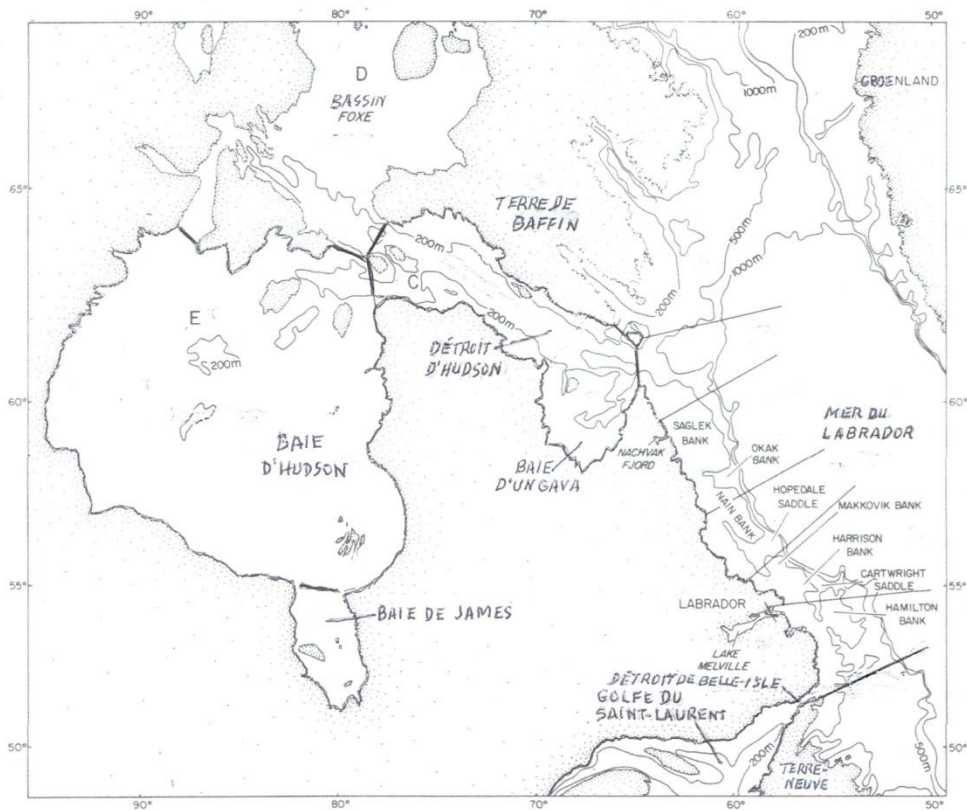 90°
80°
70°
60°
50°
200m
1000m
GROENLAND
D
BASSIN
FOXE
65°
65°
TERRE DE
BAFFIN
200m
500m
1000m
200m
C
E
200m
200m
DÉTROIT
D'HUDSON
60°
60°
MER DU
LABRADOR
SAGLEK
BANK
NACHVAK
FJORD
BAIE
D'HUDSON
BAIE
D'UNGAVA
OKAK
BANK
NAIN BANK
HOPEDALE
SADDLE
MAKKOVIK BANK
HARRISON
BANK
55°
55°
CARTWRIGHT
SADDLE
BAIE DE JAMES
LABRADOR
HAMILTON
BANK
LAKE
MELVILLE
DÉTROIT DE BELLE-ISLE
GOLFE DU
SAINT-LAURENT
50°
50°
200m
TERRE-
NEUVE
500m
90°
80°
70°
60°
50°